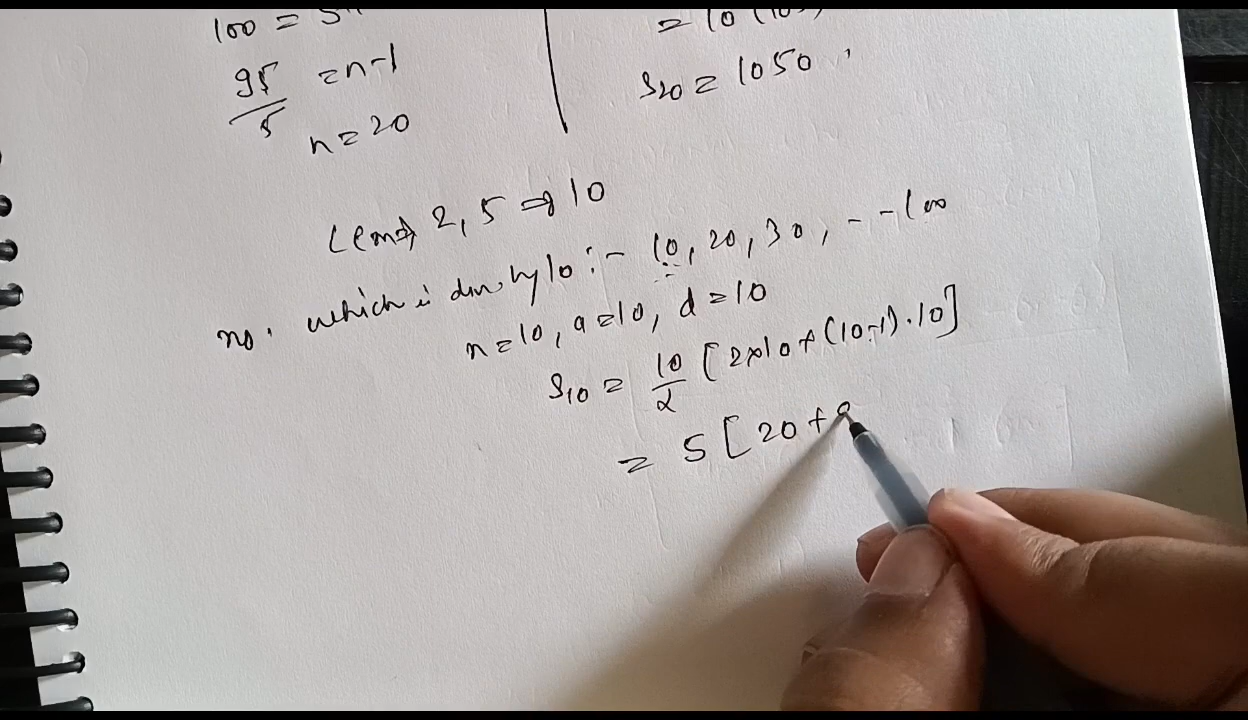 100 = 5n
95/5 = n-1
n = 20
= 10 (105)
S20 = 1050
LCM 2, 5 ⇒ 10
no. which is div. by 10 :- 10, 20, 30, - - 100
n=10, a=10, d=10
S10 = 10/2 [2×10+(10-1).10]
= 5 [20+9